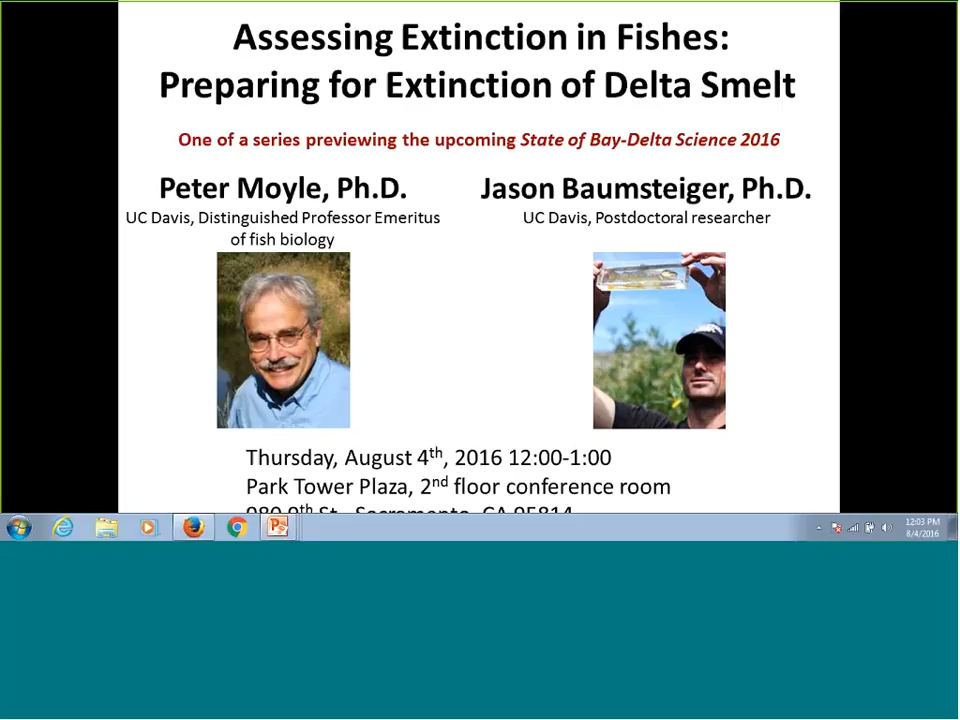 Assessing Extinction in Fishes:
Preparing for Extinction of Delta Smelt
One of a series previewing the upcoming State of Bay-Delta Science 2016
Peter Moyle, Ph.D.
UC Davis, Distinguished Professor Emeritus
of fish biology
Jason Baumsteiger, Ph.D.
UC Davis, Postdoctoral researcher
Thursday, August 4th, 2016 12:00-1:00
Park Tower Plaza, 2nd floor conference room
980 9th St., Sacramento, CA 95814
12:03 PM
8/4/2016